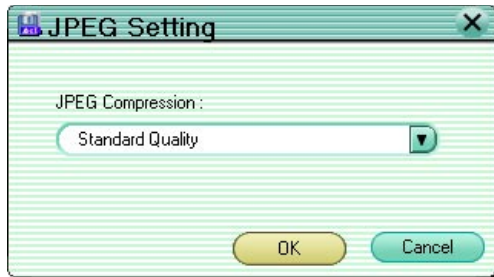 JPEG Setting
JPEG Compression :
Standard Quality
OK
Cancel